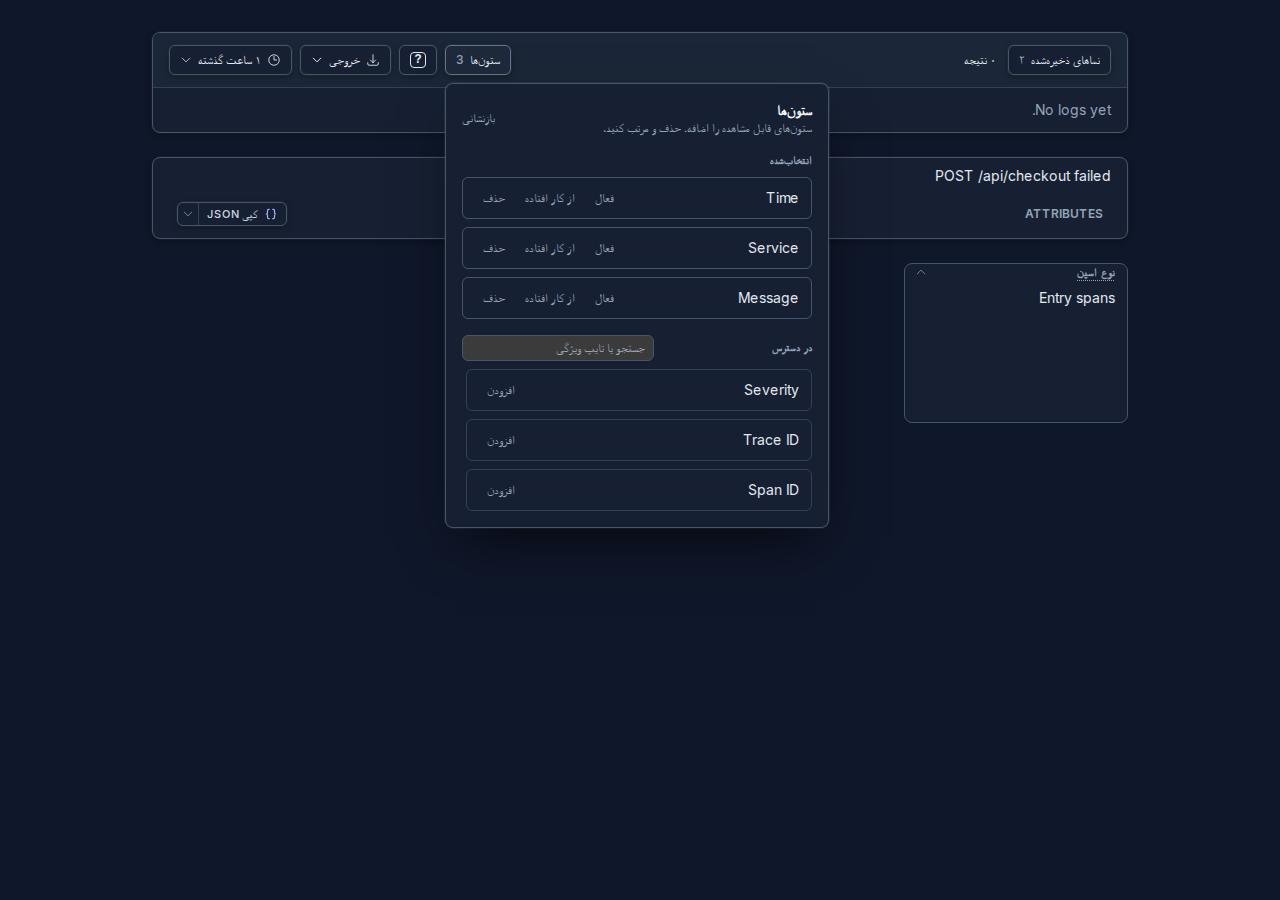 نماهای ذخیره‌شده ۲
۰ نتیجه
ستون‌ها 3
?
خروجی
۱ ساعت گذشته
No logs yet.
ستون‌ها
ستون‌های قابل مشاهده را اضافه، حذف و مرتب کنید.
بازنشانی
انتخاب‌شده
Time فعال از کار افتاده حذف
Service فعال از کار افتاده حذف
Message فعال از کار افتاده حذف
در دسترس
جستجو یا تایپ ویژگی
Severity افزودن
Trace ID افزودن
Span ID افزودن
POST /api/checkout failed
ATTRIBUTES
{} کپی JSON
نوع اسپن
Entry spans